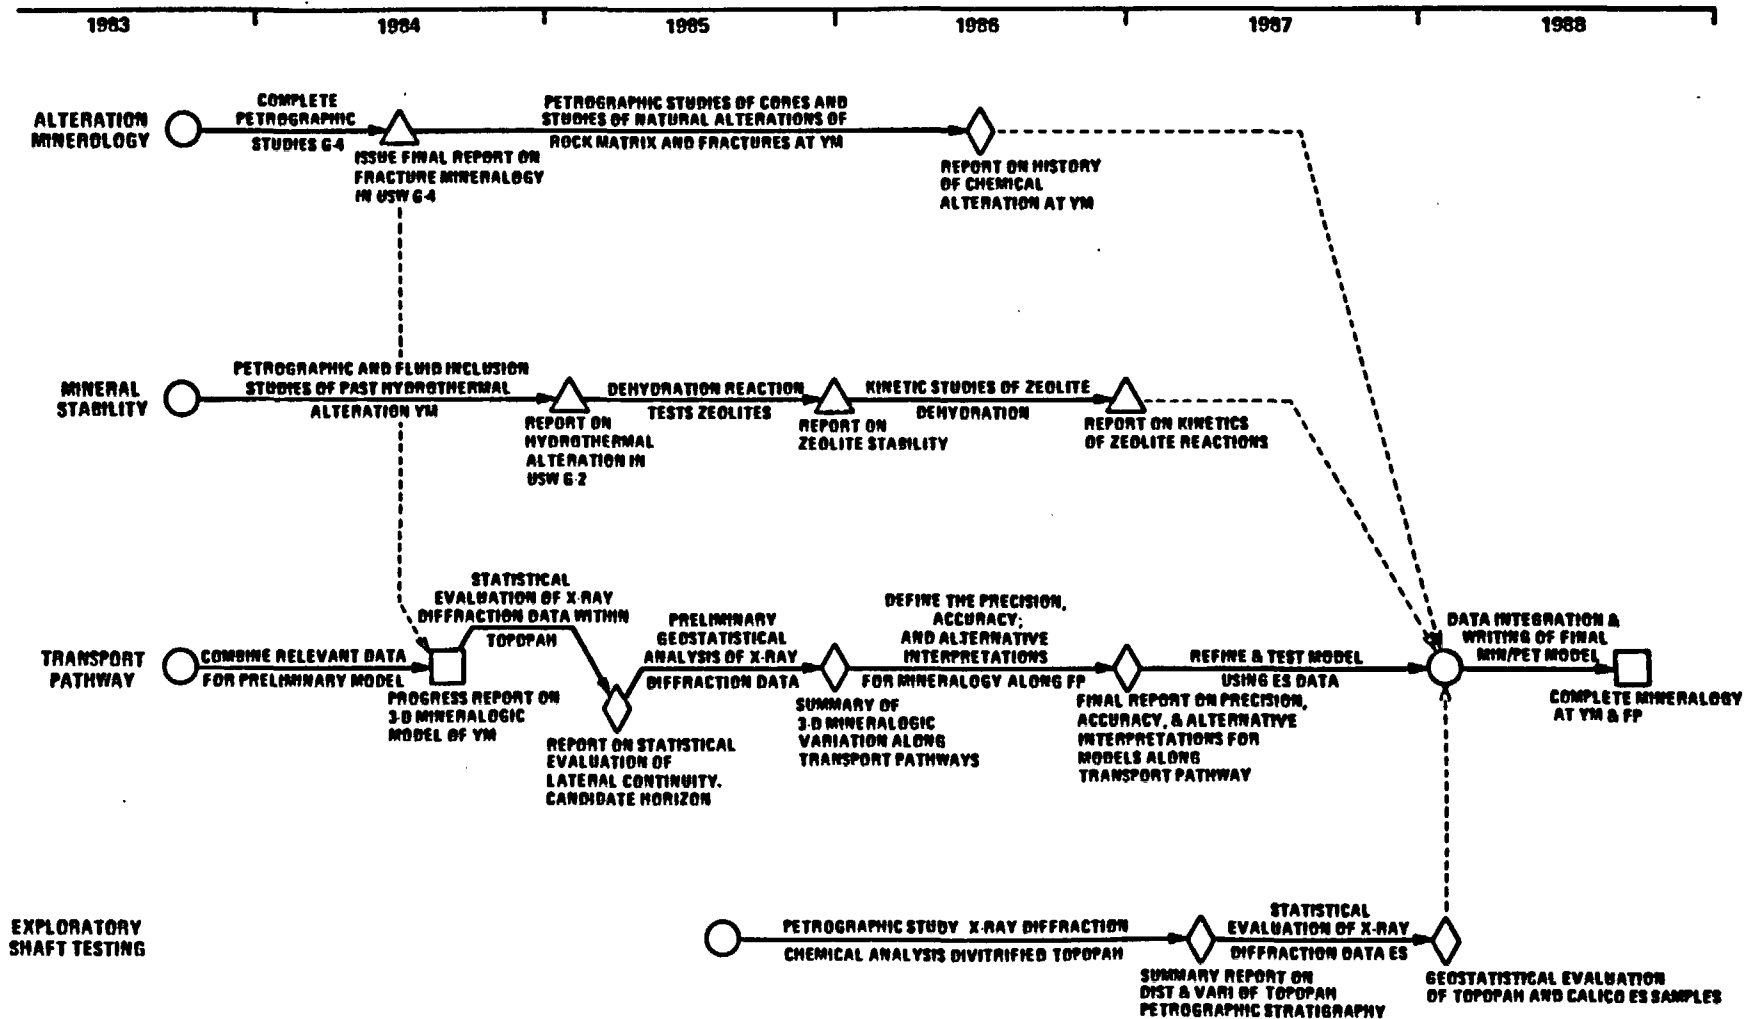 1983 1984 1985 1986 1987 1988
ALTERATION
MINEROLOGY
COMPLETE
PETROGRAPHIC
STUDIES G-4
ISSUE FINAL REPORT ON
FRACTURE MINERALOGY
IN USW G-4
PETROGRAPHIC STUDIES OF CORES AND
STUDIES OF NATURAL ALTERATIONS OF
ROCK MATRIX AND FRACTURES AT YM
REPORT ON HISTORY
OF CHEMICAL
ALTERATION AT YM
MINERAL
STABILITY
PETROGRAPHIC AND FLUID INCLUSION
STUDIES OF PAST HYDROTHERMAL
ALTERATION YM
REPORT ON
HYDROTHERMAL
ALTERATION IN
USW G-2
DEHYDRATION REACTION
TESTS ZEOLITES
REPORT ON
ZEOLITE STABILITY
KINETIC STUDIES OF ZEOLITE
DEHYDRATION
REPORT ON KINETICS
OF ZEOLITE REACTIONS
TRANSPORT
PATHWAY
COMBINE RELEVANT DATA
FOR PRELIMINARY MODEL
PROGRESS REPORT ON
3-D MINERALOGIC
MODEL OF YM
STATISTICAL
EVALUATION OF X-RAY
DIFFRACTION DATA WITHIN
TOPOPAH
REPORT ON STATISTICAL
EVALUATION OF
LATERAL CONTINUITY.
CANDIDATE HORIZON
PRELIMINARY
GEOSTATISTICAL
ANALYSIS OF X-RAY
DIFFRACTION DATA
SUMMARY OF
3-D MINERALOGIC
VARIATION ALONG
TRANSPORT PATHWAYS
DEFINE THE PRECISION,
ACCURACY;
AND ALTERNATIVE
INTERPRETATIONS
FOR MINERALOGY ALONG FP
FINAL REPORT ON PRECISION,
ACCURACY, & ALTERNATIVE
INTERPRETATIONS FOR
MODELS ALONG
TRANSPORT PATHWAY
REFINE & TEST MODEL
USING ES DATA
DATA INTEGRATION &
WRITING OF FINAL
MIN/PET MODEL
COMPLETE MINERALOGY
AT YM & FP
EXPLORATORY
SHAFT TESTING
PETROGRAPHIC STUDY X-RAY DIFFRACTION
CHEMICAL ANALYSIS DIVITRIFIED TOPOPAH
SUMMARY REPORT ON
DIST & VARI OF TOPOPAH
PETROGRAPHIC STRATIGRAPHY
STATISTICAL
EVALUATION OF X-RAY
DIFFRACTION DATA ES
GEOSTATISTICAL EVALUATION
OF TOPOPAH AND CALICO ES SAMPLES